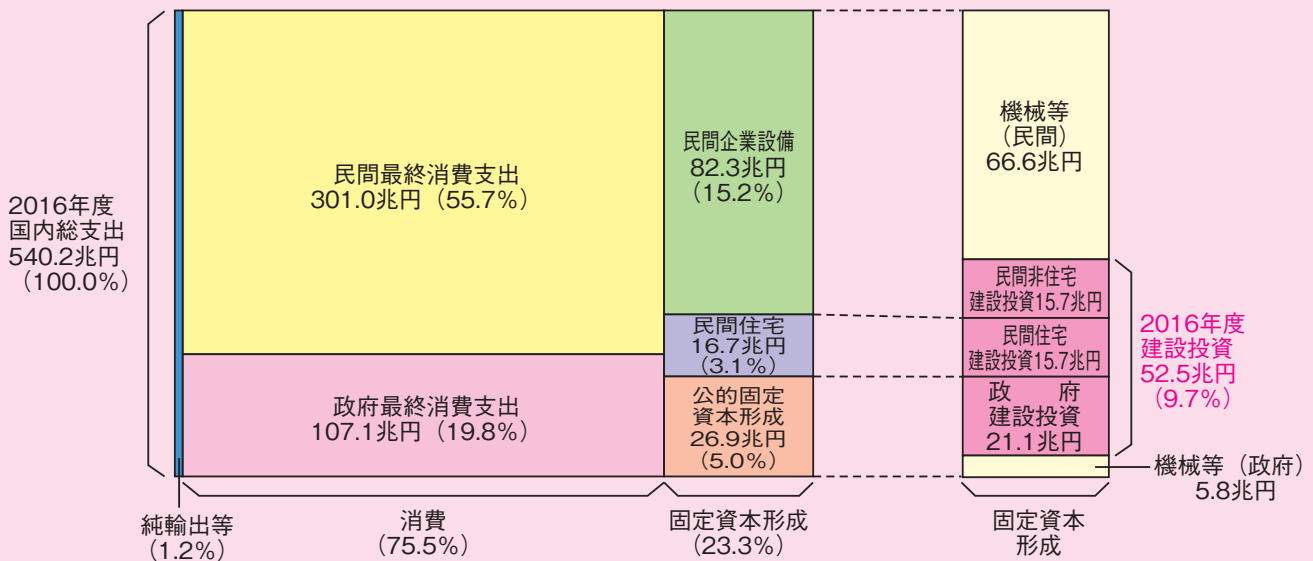 2016年度
国内総支出
540.2兆円
(100.0%)
純輸出等
(1.2%)
民間最終消費支出
301.0兆円(55.7%)
政府最終消費支出
107.1兆円(19.8%)
消費
(75.5%)
民間企業設備
82.3兆円
(15.2%)
民間住宅
16.7兆円
(3.1%)
公的固定
資本形成
26.9兆円
(5.0%)
固定資本形成
(23.3%)
機械等
(民間)
66.6兆円
民間非住宅
建設投資15.7兆円
民間住宅
建設投資15.7兆円
政 府
建設投資
21.1兆円
固定資本
形成
2016年度
建設投資
52.5兆円
(9.7%)
機械等(政府)
5.8兆円